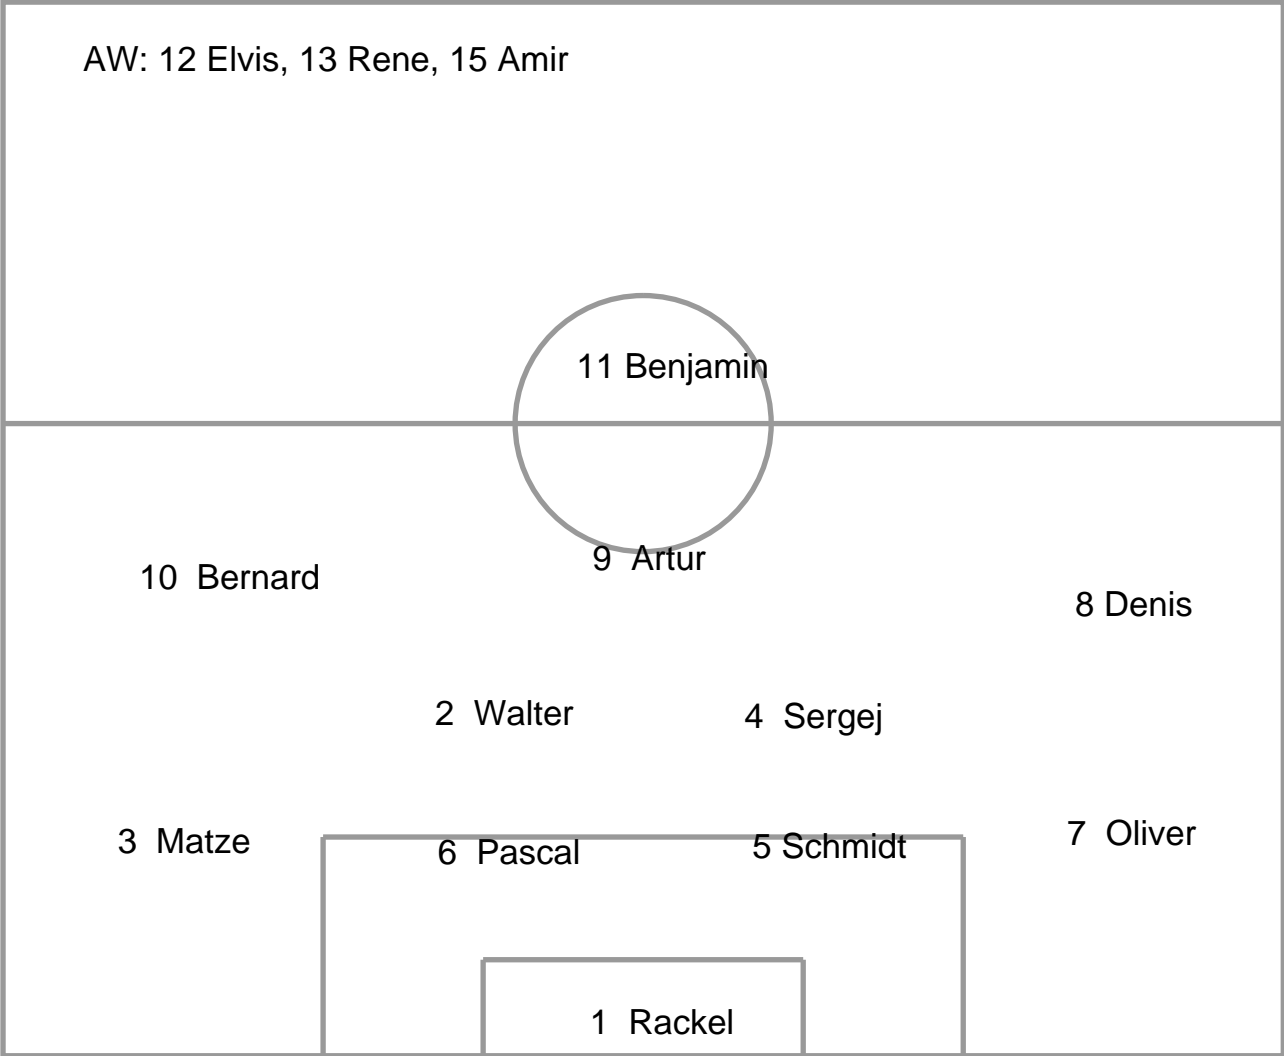 AW: 12 Elvis, 13 Rene, 15 Amir
11 Benjamin
9  Artur
10  Bernard
8 Denis
2  Walter
4  Sergej
3  Matze
6  Pascal
5 Schmidt
7  Oliver
1  Rackel